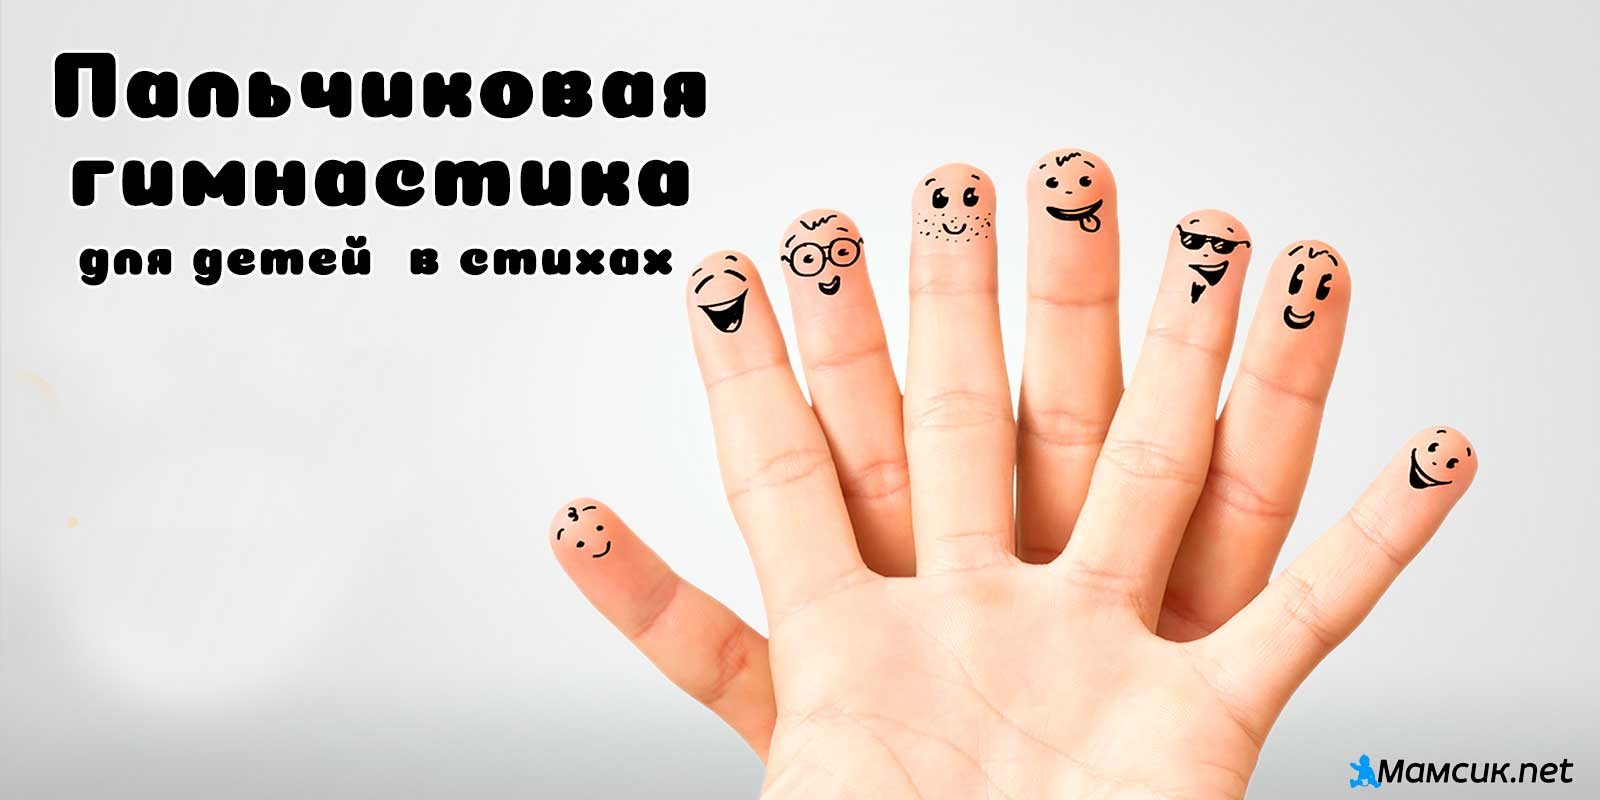 Пальчиковая
гимнастика
для детей в стихах
Мамсик.net